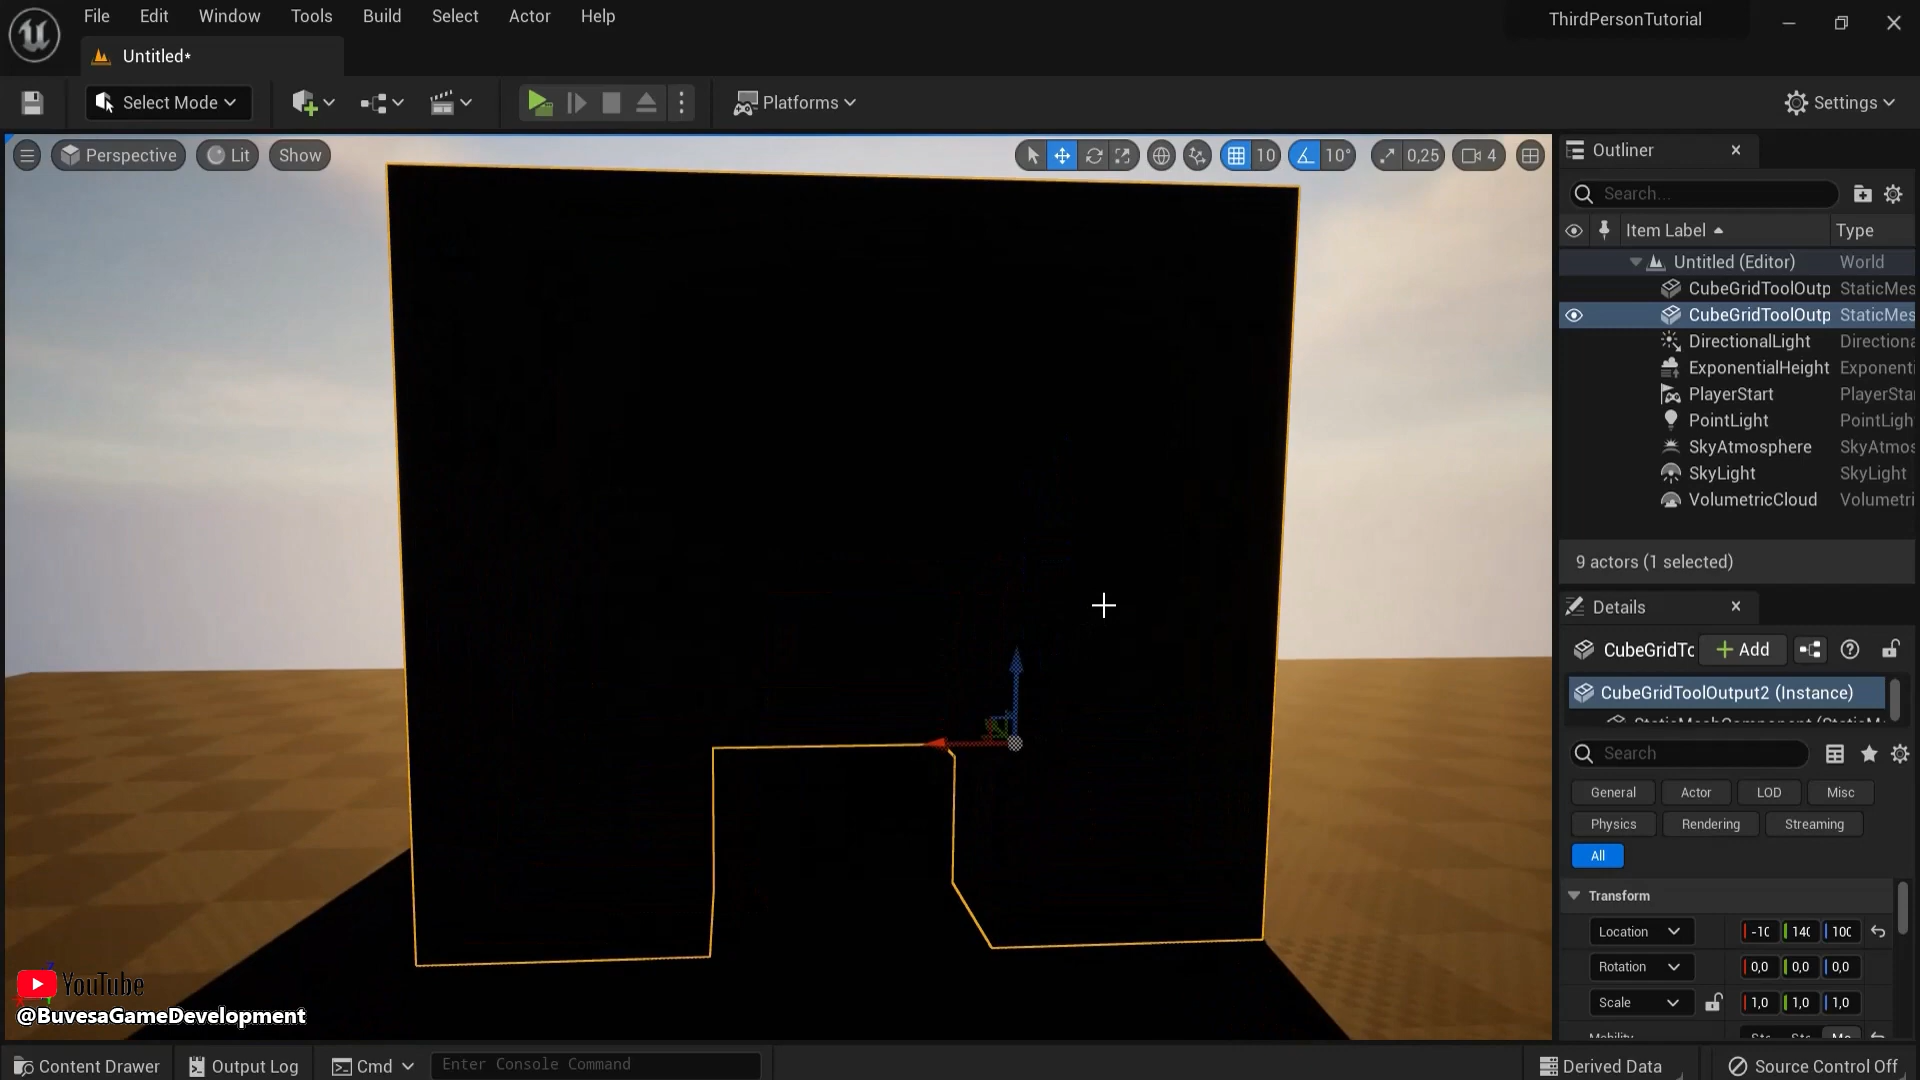 File Edit Window Tools Build Select Actor Help
ThirdPersonTutorial
Untitled*
Select Mode
Platforms
Settings
Perspective Lit Show
10 10° 0,25 4
Outliner
Search...
Item Label Type
Untitled (Editor) World
CubeGridToolOutp StaticMes
CubeGridToolOutp StaticMes
DirectionalLight Directiona
ExponentialHeight Exponenti
PlayerStart PlayerStar
PointLight PointLigh
SkyAtmosphere SkyAtmos
SkyLight SkyLight
VolumetricCloud Volumetri
9 actors (1 selected)
Details
CubeGridTo Add
CubeGridToolOutput2 (Instance)
Search
General Actor LOD Misc
Physics Rendering Streaming
All
Transform
Location -10 140 100
Rotation 0,0 0,0 0,0
Scale 1,0 1,0 1,0
YouTube
@BuvesaGameDevelopment
Content Drawer Output Log Cmd Enter Console Command
Derived Data Source Control Off